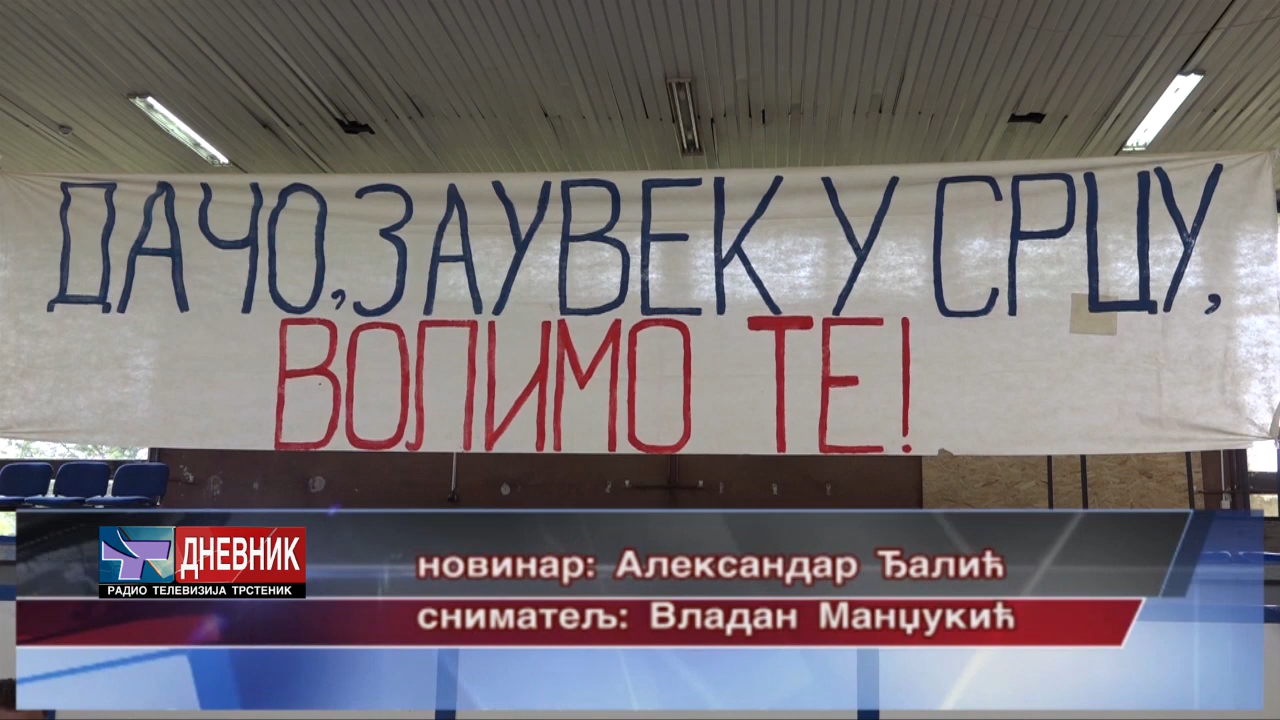 ДАЧО, ЗАУВЕК У СРЦУ,
ВОЛИМО ТЕ!
ДНЕВНИК
РАДИО ТЕЛЕВИЗИЈА ТРСТЕНИК
новинар: Александар Ђалић
сниматељ: Владан Манџукић